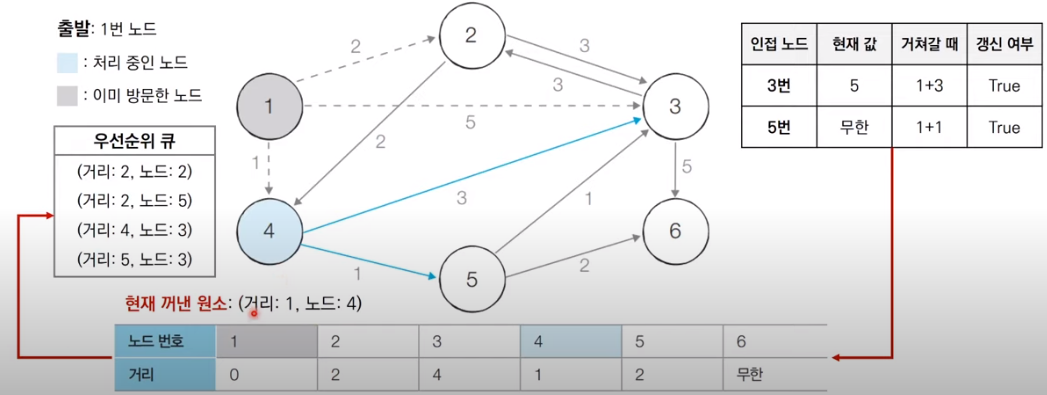 출발: 1번 노드
: 처리 중인 노드
: 이미 방문한 노드
우선순위 큐
(거리: 2, 노드: 2)
(거리: 2, 노드: 5)
(거리: 4, 노드: 3)
(거리: 5, 노드: 3)
1
2
3
4
5
6
2
3
3
5
1
2
3
1
5
1
2
인접 노드 현재 값 거쳐갈 때 갱신 여부
3번 5 1+3 True
5번 무한 1+1 True
현재 꺼낸 원소: (거리: 1, 노드: 4)
노드 번호 1 2 3 4 5 6
거리 0 2 4 1 2 무한